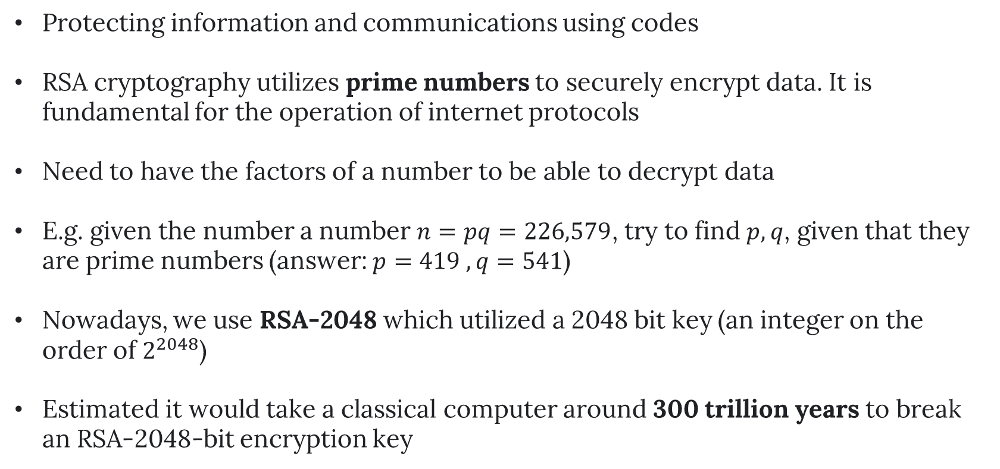 • Protecting information and communications using codes
• RSA cryptography utilizes prime numbers to securely encrypt data. It is
fundamental for the operation of internet protocols
• Need to have the factors of a number to be able to decrypt data
• E.g. given the number a number n = pq = 226,579, try to find p, q, given that they
are prime numbers (answer: p = 419 , q = 541)
• Nowadays, we use RSA-2048 which utilized a 2048 bit key (an integer on the
order of 2²⁰⁴⁸)
• Estimated it would take a classical computer around 300 trillion years to break
an RSA-2048-bit encryption key